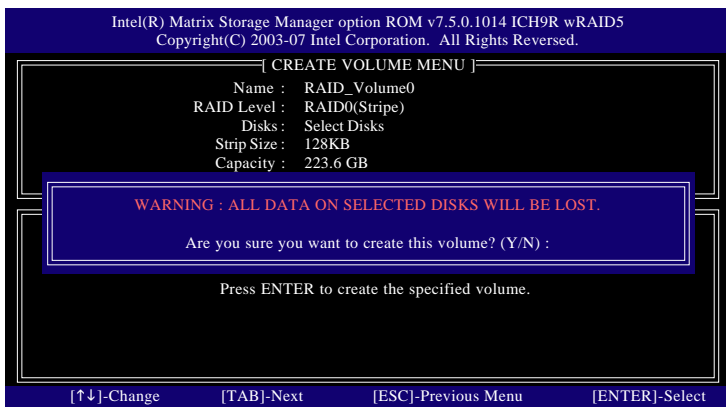 Intel(R) Matrix Storage Manager option ROM v7.5.0.1014 ICH9R wRAID5
Copyright(C) 2003-07 Intel Corporation. All Rights Reversed.
[ CREATE VOLUME MENU ]
Name : RAID_Volume0
RAID Level : RAID0(Stripe)
Disks : Select Disks
Strip Size : 128KB
Capacity : 223.6 GB
WARNING : ALL DATA ON SELECTED DISKS WILL BE LOST.
Are you sure you want to create this volume? (Y/N) :
Press ENTER to create the specified volume.
[↑↓]-Change [TAB]-Next [ESC]-Previous Menu [ENTER]-Select